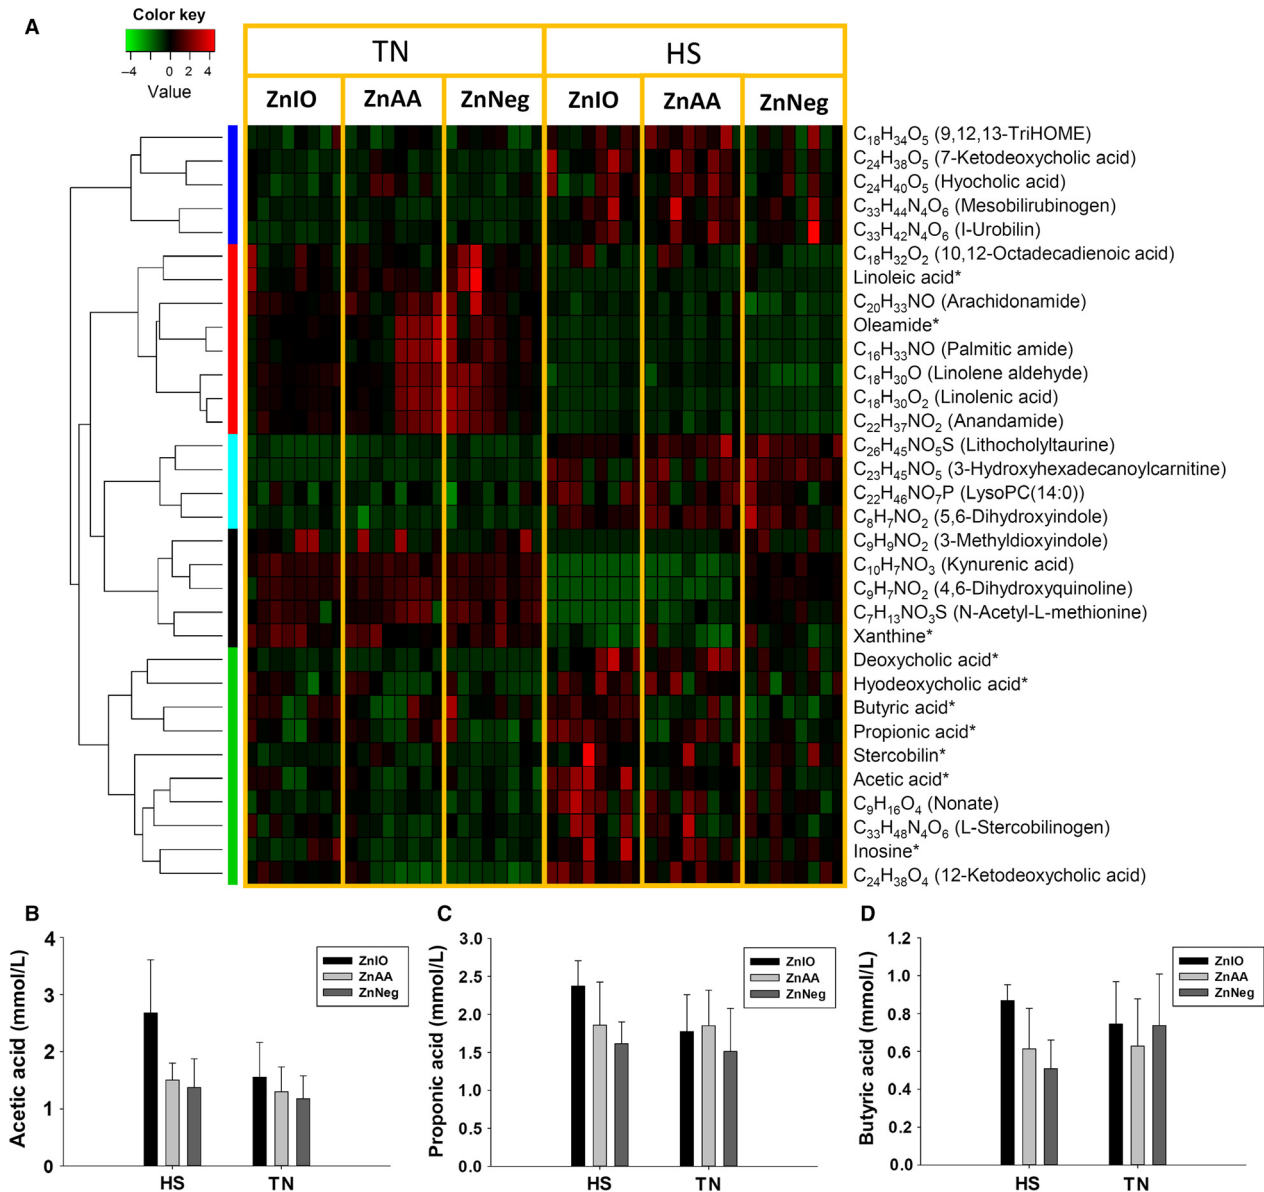 A
Color key
−4 0 2 4
Value
TN HS
ZnIO ZnAA ZnNeg ZnIO ZnAA ZnNeg
C₁₈H₃₄O₅ (9,12,13-TriHOME)
C₂₄H₃₈O₅ (7-Ketodeoxycholic acid)
C₂₄H₄₀O₅ (Hyocholic acid)
C₃₃H₄₄N₄O₆ (Mesobilirubinogen)
C₃₃H₄₂N₄O₆ (I-Urobilin)
C₁₈H₃₂O₂ (10,12-Octadecadienoic acid)
Linoleic acid*
C₂₀H₃₃NO (Arachidonamide)
Oleamide*
C₁₆H₃₃NO (Palmitic amide)
C₁₈H₃₀O (Linolene aldehyde)
C₁₈H₃₀O₂ (Linolenic acid)
C₂₂H₃₇NO₂ (Anandamide)
C₂₆H₄₅NO₅S (Lithocholyltaurine)
C₂₃H₄₅NO₅ (3-Hydroxyhexadecanoylcarnitine)
C₂₂H₄₆NO₇P (LysoPC(14:0))
C₈H₇NO₂ (5,6-Dihydroxyindole)
C₉H₉NO₂ (3-Methyldioxyindole)
C₁₀H₇NO₃ (Kynurenic acid)
C₉H₇NO₂ (4,6-Dihydroxyquinoline)
C₇H₁₃NO₃S (N-Acetyl-L-methionine)
Xanthine*
Deoxycholic acid*
Hyodeoxycholic acid*
Butyric acid*
Propionic acid*
Stercobilin*
Acetic acid*
C₉H₁₆O₄ (Nonate)
C₃₃H₄₈N₄O₆ (L-Stercobilinogen)
Inosine*
C₂₄H₃₈O₄ (12-Ketodeoxycholic acid)
B
Acetic acid (mmol/L)
4
3
2
1
0
ZnIO
ZnAA
ZnNeg
HS TN
C
Proponic acid (mmol/L)
3.0
2.5
2.0
1.5
1.0
0.5
0.0
ZnIO
ZnAA
ZnNeg
HS TN
D
Butyric acid (mmol/L)
1.2
1.0
0.8
0.6
0.4
0.2
0.0
ZnIO
ZnAA
ZnNeg
HS TN